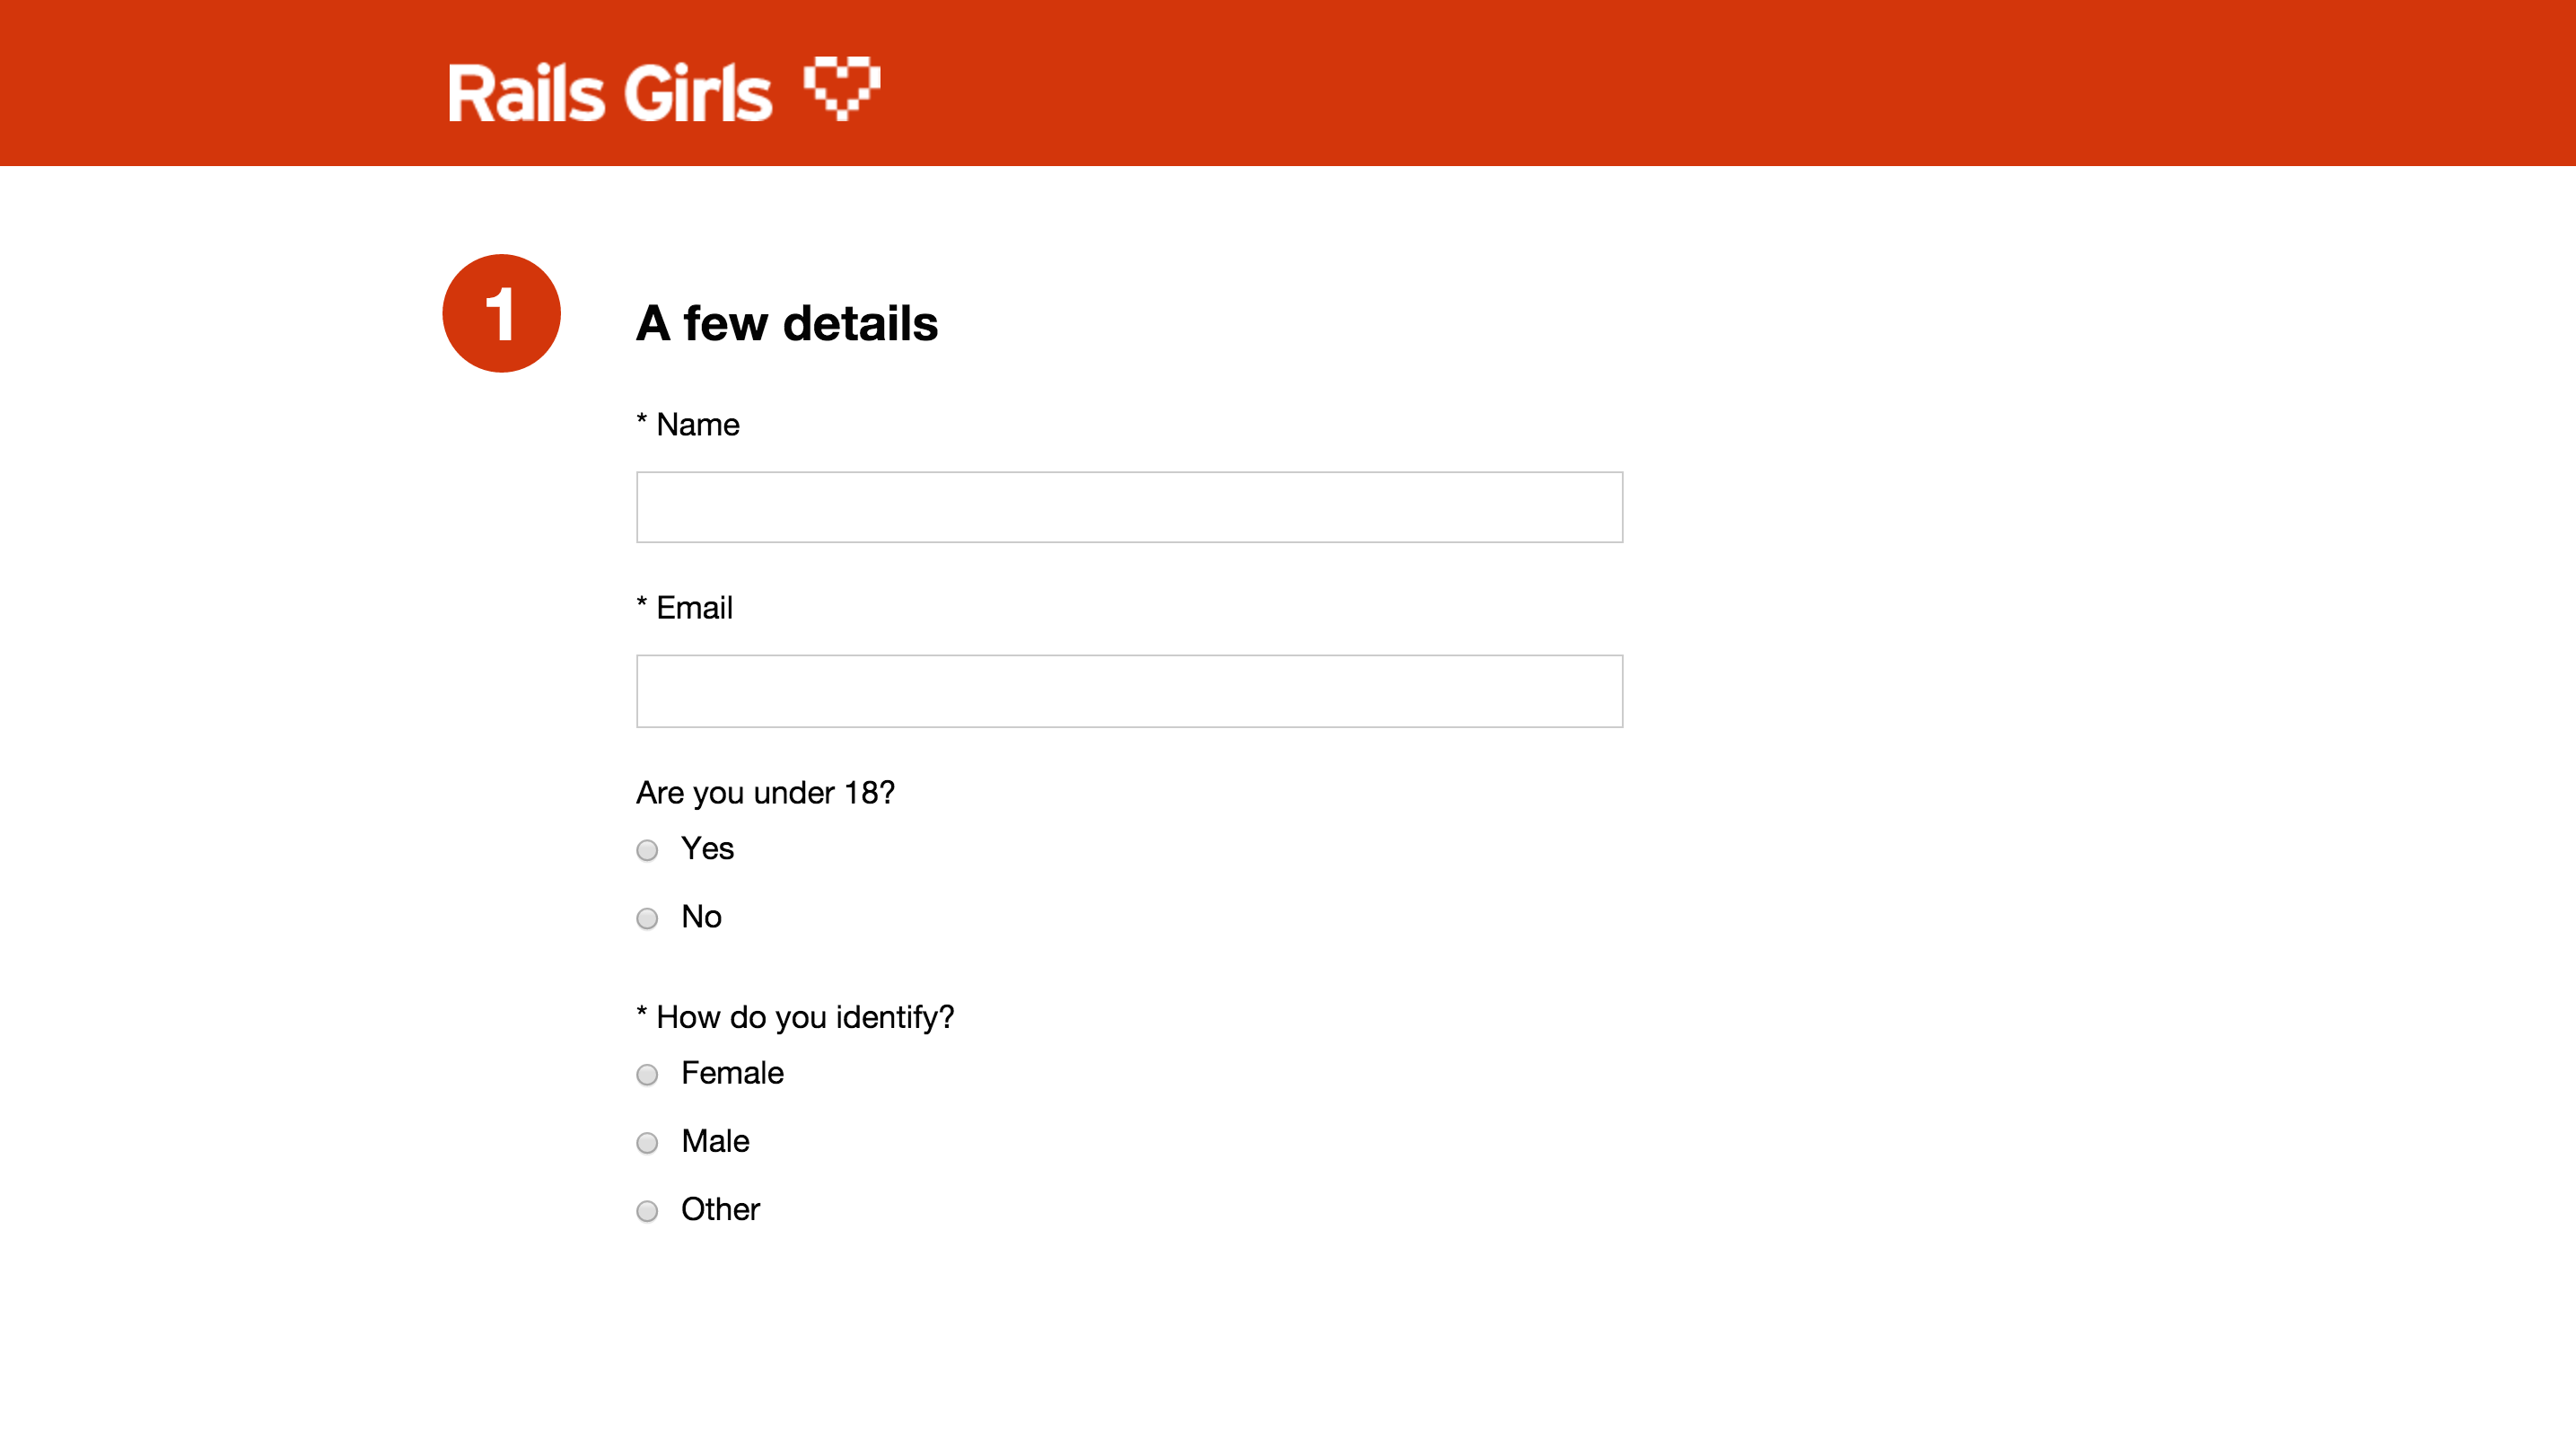 Rails Girls
1
A few details
* Name
* Email
Are you under 18?
Yes
No
* How do you identify?
Female
Male
Other